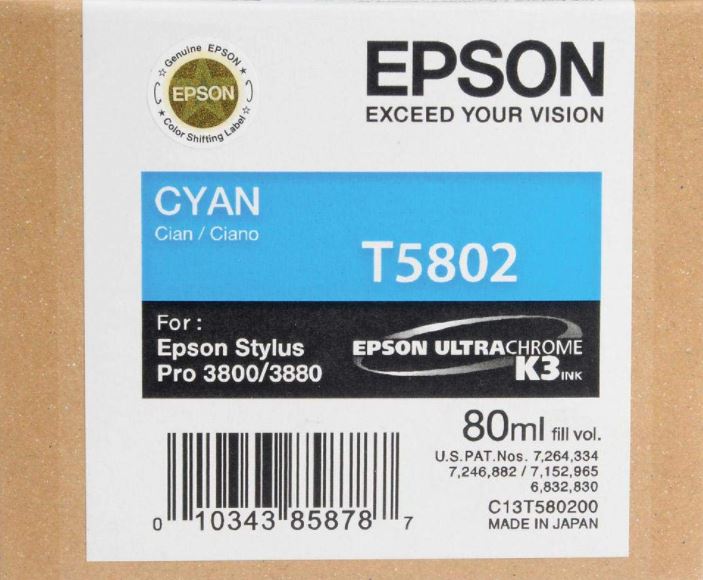 Genuine EPSON
EPSON
Color Shifting Label
EPSON
EXCEED YOUR VISION
CYAN
Cian / Ciano
T5802
For :
Epson Stylus
Pro 3800/3880
EPSON ULTRACHROME
K3 INK
80ml fill vol.
U.S.PAT.Nos. 7,264,334
7,246,882 / 7,152,965
6,832,830
C13T580200
MADE IN JAPAN
0 10343 85878 7